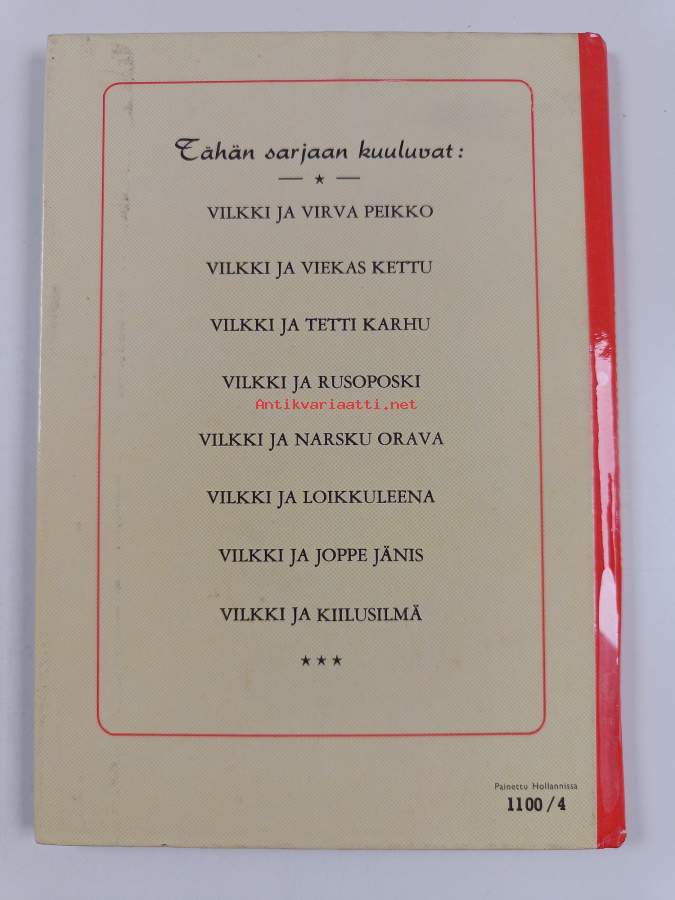 Tähän sarjaan kuuluvat:
VILKKI JA VIRVA PEIKKO
VILKKI JA VIEKAS KETTU
VILKKI JA TETTI KARHU
VILKKI JA RUSOPOSKI
Antikvariaatti.net
VILKKI JA NARSKU ORAVA
VILKKI JA LOIKKULEENA
VILKKI JA JOPPE JÄNIS
VILKKI JA KIILUSILMÄ
Painettu Hollannissa
1100/4